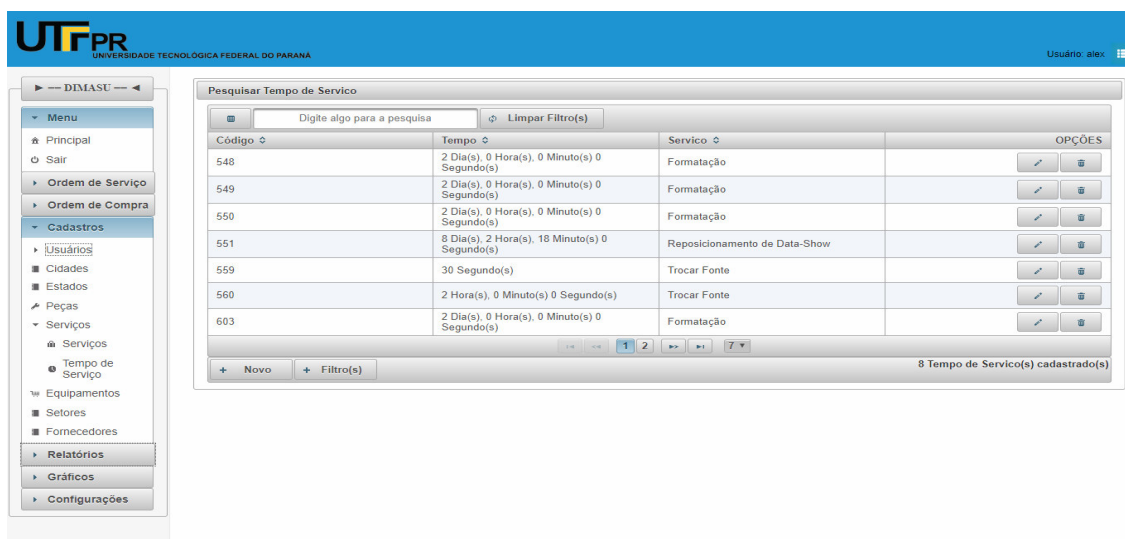 UTFPR
UNIVERSIDADE TECNOLÓGICA FEDERAL DO PARANÁ
Usuário: alex
► --- DIMASU --- ◄
Menu
Principal
Sair
Ordem de Serviço
Ordem de Compra
Cadastros
Usuários
Cidades
Estados
Peças
Serviços
Serviços
Tempo de
Serviço
Equipamentos
Setores
Fornecedores
Relatórios
Gráficos
Configurações
Pesquisar Tempo de Servico
Digite algo para a pesquisa Limpar Filtro(s)
Código Tempo Servico OPÇÕES
548 2 Dia(s), 0 Hora(s), 0 Minuto(s) 0 Formatação
Segundo(s)
549 2 Dia(s), 0 Hora(s), 0 Minuto(s) 0 Formatação
Segundo(s)
550 2 Dia(s), 0 Hora(s), 0 Minuto(s) 0 Formatação
Segundo(s)
551 8 Dia(s), 2 Hora(s), 18 Minuto(s) 0 Reposicionamento de Data-Show
Segundo(s)
559 30 Segundo(s) Trocar Fonte
560 2 Hora(s), 0 Minuto(s) 0 Segundo(s) Trocar Fonte
603 2 Dia(s), 0 Hora(s), 0 Minuto(s) 0 Formatação
Segundo(s)
1 2 7
+ Novo + Filtro(s) 8 Tempo de Servico(s) cadastrado(s)